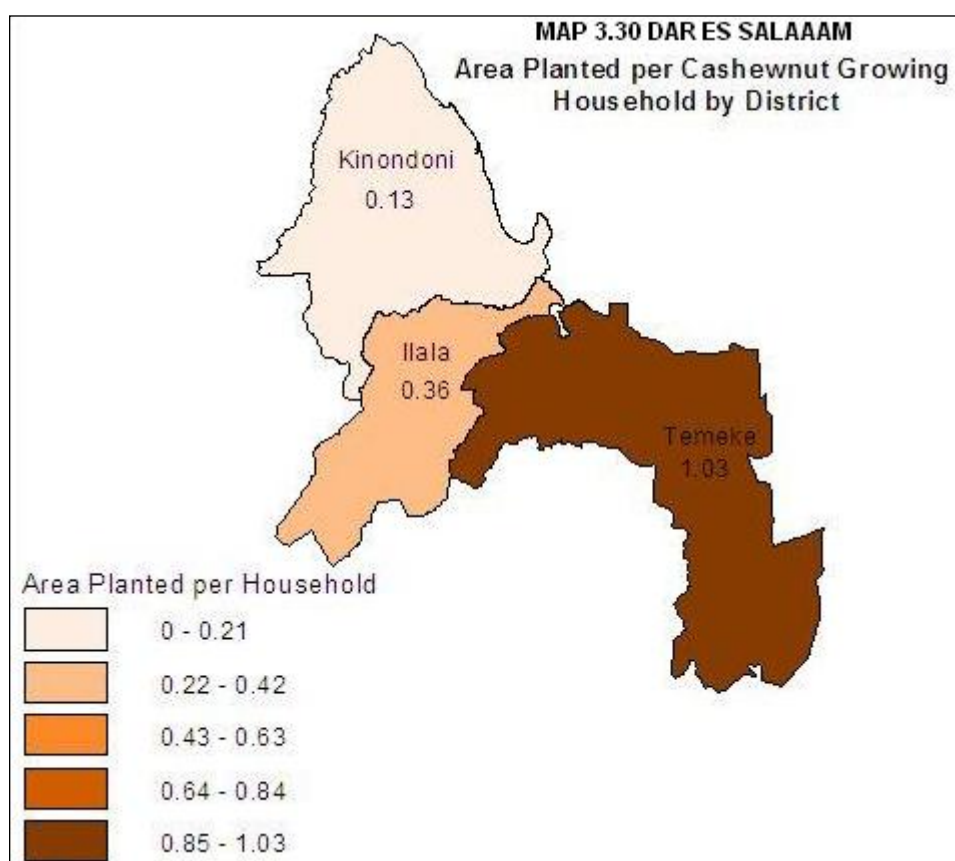 MAP 3.30 DAR ES SALAAAM
Area Planted per Cashewnut Growing
Household by District
Kinondoni
0.13
Ilala
0.36
Temeke
1.03
Area Planted per Household
0 - 0.21
0.22 - 0.42
0.43 - 0.63
0.64 - 0.84
0.85 - 1.03